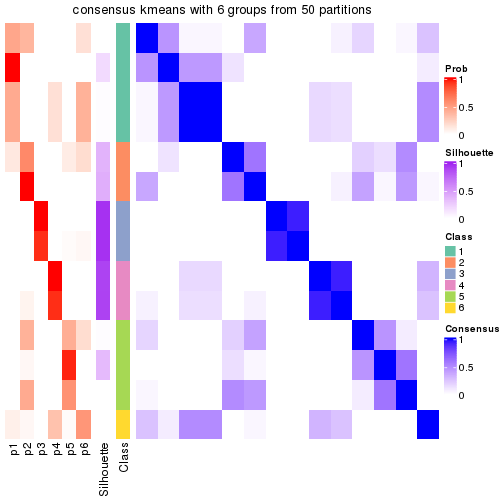 consensus kmeans with 6 groups from 50 partitions
Prob
1
0.5
0
Silhouette
1
0.5
0
Class
1
2
3
4
5
6
Consensus
1
0.5
0
p1
p2
p3
p4
p5
p6
Silhouette
Class